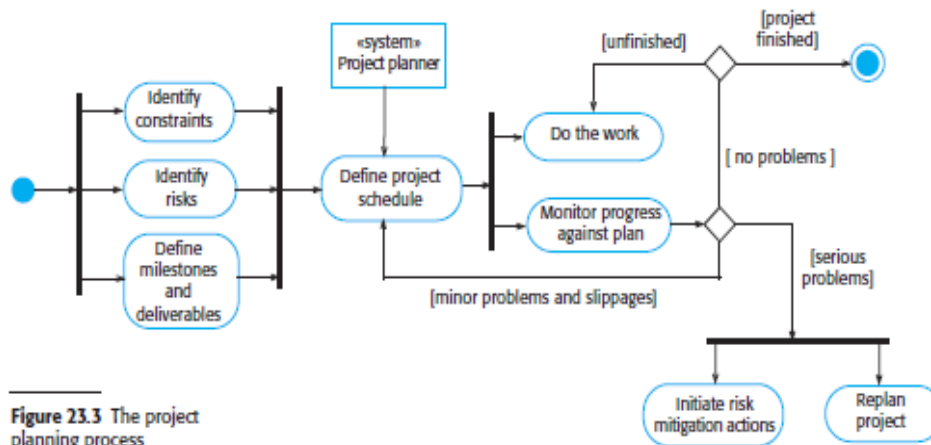 [project
finished]
[unfinished]
«system»
Project planner
Identify
constraints
Do the work
Identify
risks
Define project
schedule
[ no problems ]
Monitor progress
against plan
Define
milestones
and
deliverables
[serious
problems]
[minor problems and slippages]
Figure 23.3 The project
planning process
Initiate risk
mitigation actions
Replan
project